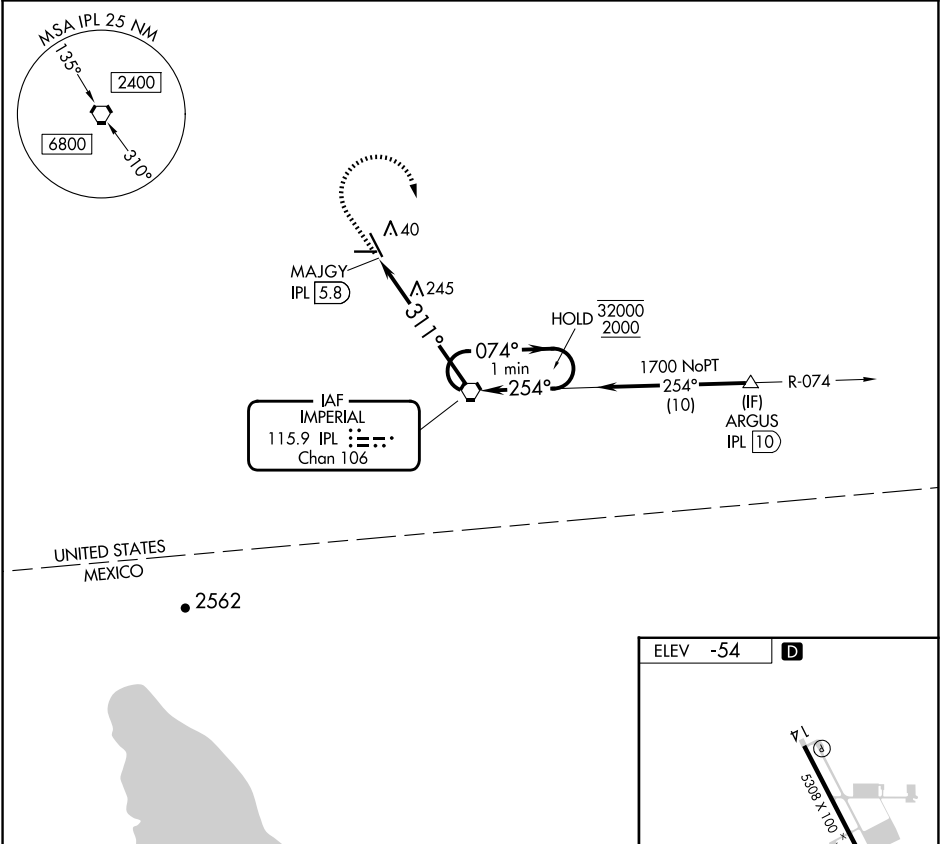 MSA IPL 25 NM
135°
2400
6800
310°
40
MAJGY
IPL 5.8
245
311°
HOLD 32000
2000
074°
1 min
254°
1700 NoPT
254°
(10)
R-074
(IF)
ARGUS
IPL 10
IAF
IMPERIAL
115.9 IPL
Chan 106
UNITED STATES
MEXICO
2562
ELEV -54 D
14
P
5308 X 100